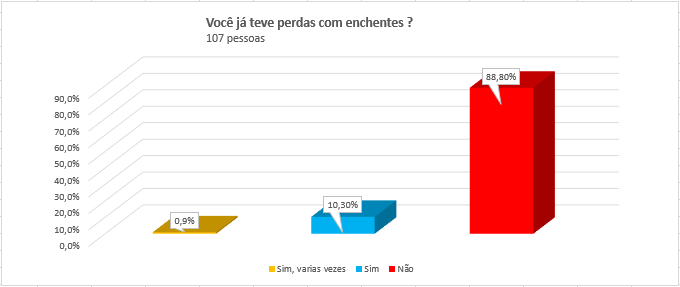 Você já teve perdas com enchentes ?
107 pessoas
90,0%
80,0%
70,0%
60,0%
50,0%
40,0%
30,0%
20,0%
10,0%
0,0%
0,9%
10,30%
88,80%
Sim, varias vezes
Sim
Não